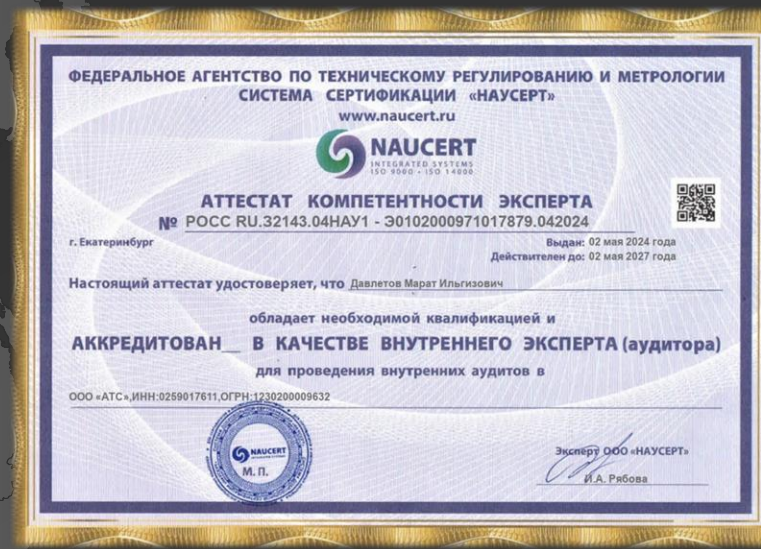 ФЕДЕРАЛЬНОЕ АГЕНТСТВО ПО ТЕХНИЧЕСКОМУ РЕГУЛИРОВАНИЮ И МЕТРОЛОГИИ
СИСТЕМА СЕРТИФИКАЦИИ «НАУСЕРТ»
www.naucert.ru
NAUCERT
INTEGRATED SYSTEMS
ISO 9000 • ISO 14000
АТТЕСТАТ КОМПЕТЕНТНОСТИ ЭКСПЕРТА
№ РОСС RU.32143.04НАУ1 - Э0102000971017879.042024
г. Екатеринбург
Выдан: 02 мая 2024 года
Действителен до: 02 мая 2027 года
Настоящий аттестат удостоверяет, что Давлетов Марат Ильгизович
обладает необходимой квалификацией и
АККРЕДИТОВАН__ В КАЧЕСТВЕ ВНУТРЕННЕГО ЭКСПЕРТА (аудитора)
для проведения внутренних аудитов в
ООО «АТС»,ИНН:0259017611,ОГРН:1230200009632
NAUCERT
М. П.
Эксперт ООО «НАУСЕРТ»
И.А. Рябова